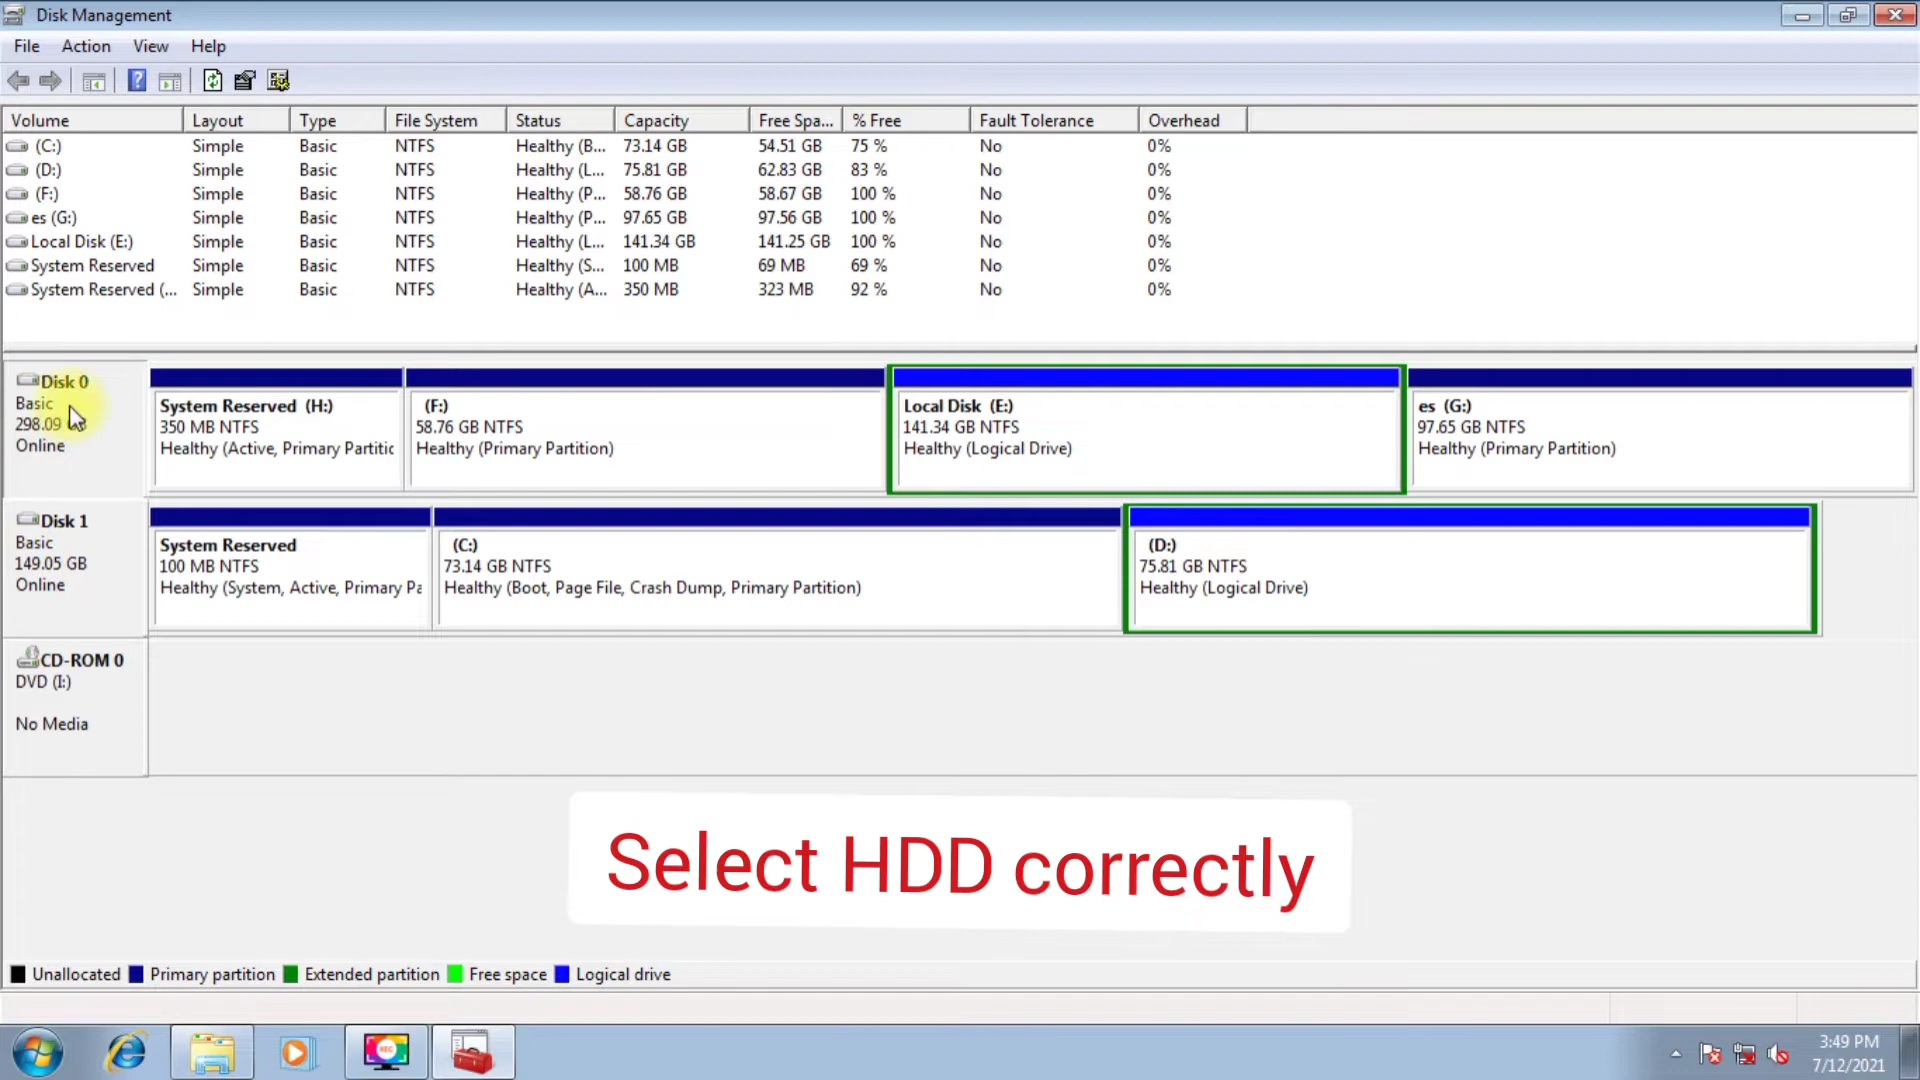 Disk Management
File Action View Help
Volume Layout Type File System Status Capacity Free Spa... % Free Fault Tolerance Overhead
(C:) Simple Basic NTFS Healthy (B... 73.14 GB 54.51 GB 75 % No 0%
(D:) Simple Basic NTFS Healthy (L... 75.81 GB 62.83 GB 83 % No 0%
(F:) Simple Basic NTFS Healthy (P... 58.76 GB 58.67 GB 100 % No 0%
es (G:) Simple Basic NTFS Healthy (P... 97.65 GB 97.56 GB 100 % No 0%
Local Disk (E:) Simple Basic NTFS Healthy (L... 141.34 GB 141.25 GB 100 % No 0%
System Reserved Simple Basic NTFS Healthy (S... 100 MB 69 MB 69 % No 0%
System Reserved (... Simple Basic NTFS Healthy (A... 350 MB 323 MB 92 % No 0%
Disk 0
Basic
298.09
Online
System Reserved (H:)
350 MB NTFS
Healthy (Active, Primary Partitic
(F:)
58.76 GB NTFS
Healthy (Primary Partition)
Local Disk (E:)
141.34 GB NTFS
Healthy (Logical Drive)
es (G:)
97.65 GB NTFS
Healthy (Primary Partition)
Disk 1
Basic
149.05 GB
Online
System Reserved
100 MB NTFS
Healthy (System, Active, Primary Pa
(C:)
73.14 GB NTFS
Healthy (Boot, Page File, Crash Dump, Primary Partition)
(D:)
75.81 GB NTFS
Healthy (Logical Drive)
CD-ROM 0
DVD (I:)
No Media
Select HDD correctly
Unallocated Primary partition Extended partition Free space Logical drive
REC
3:49 PM
7/12/2021